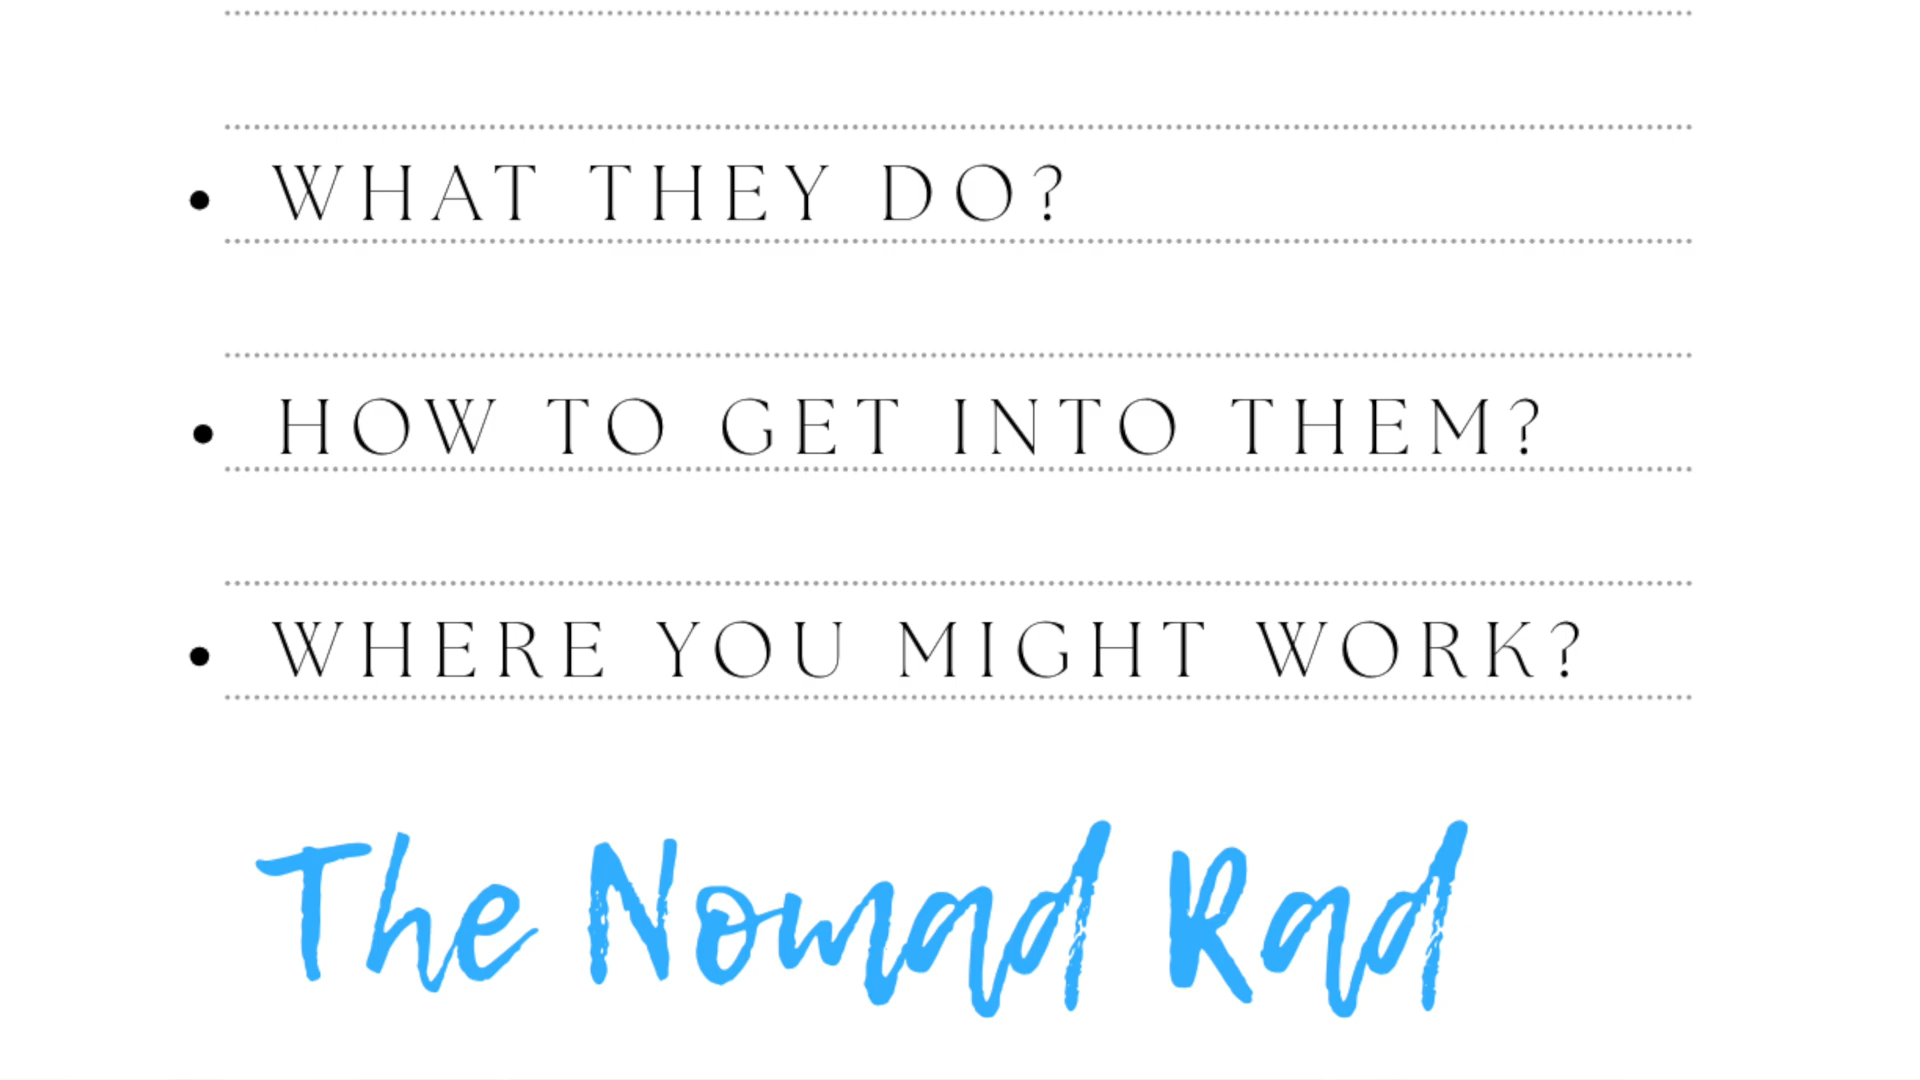 • WHAT THEY DO?
• HOW TO GET INTO THEM?
• WHERE YOU MIGHT WORK?
The Nomad Rad